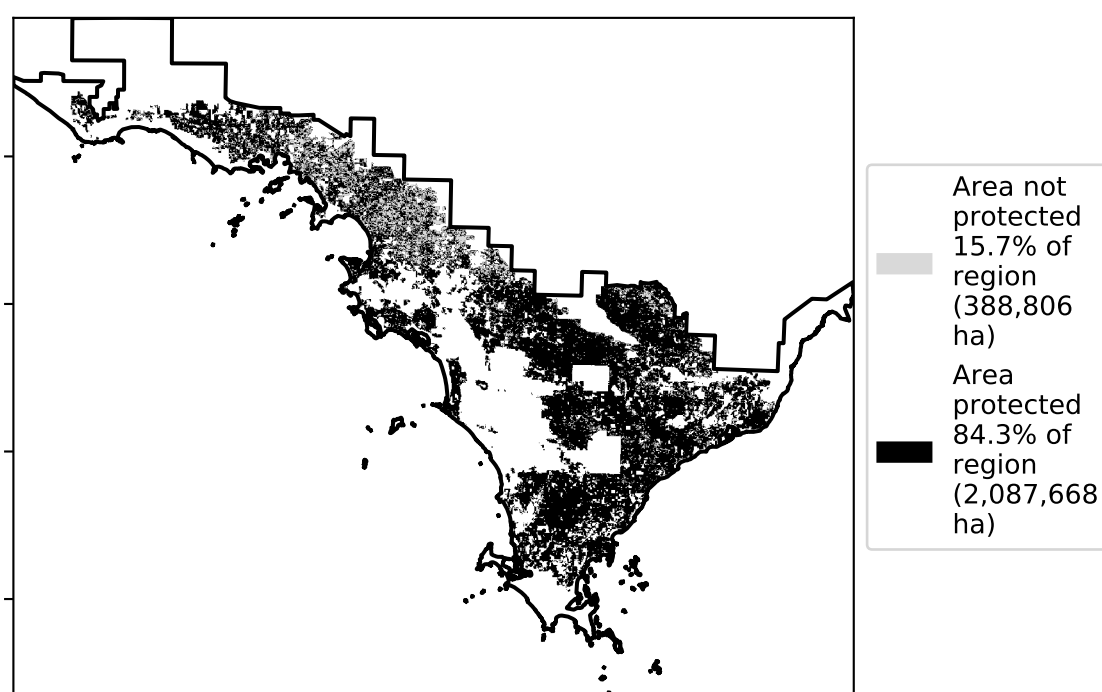 Area not
protected
15.7% of
region
(388,806
ha)
Area
protected
84.3% of
region
(2,087,668
ha)